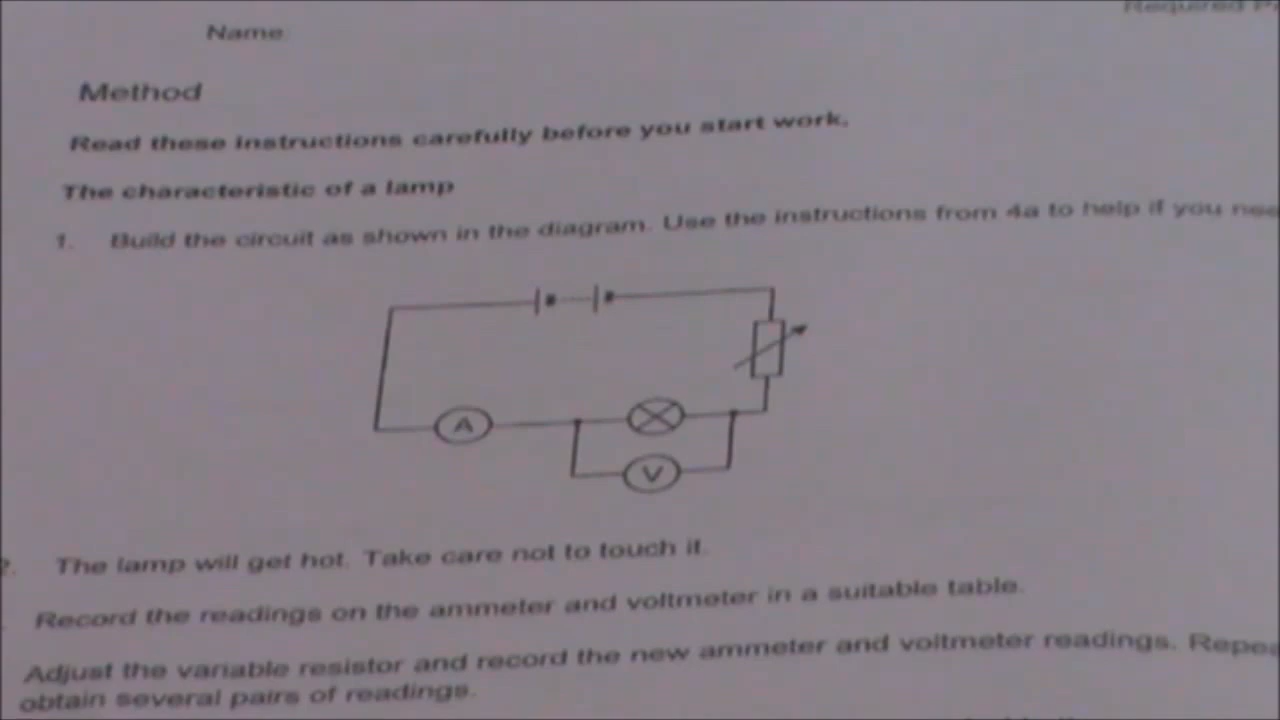 Required
Name
Method
Read these instructions carefully before you start work.
The characteristic of a lamp
1. Build the circuit as shown in the diagram. Use the instructions from 4a to help if you
A
V
2. The lamp will get hot. Take care not to touch it.
Record the readings on the ammeter and voltmeter in a suitable table.
Adjust the variable resistor and record the new ammeter and voltmeter readings.
obtain several pairs of readings.